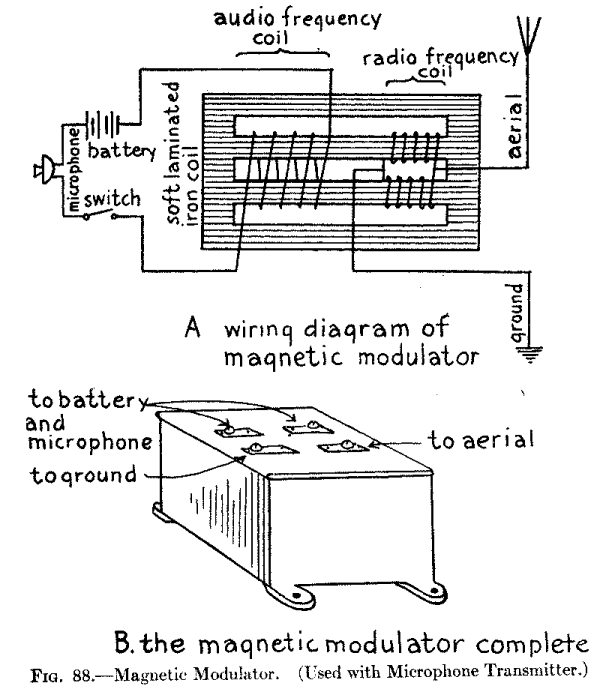 audio frequency
coil
radio frequency
coil
aerial
microphone
battery
switch
soft laminated
iron coil
ground
A wiring diagram of
magnetic modulator
to battery
and
microphone
to ground
to aerial
B. the magnetic modulator complete
FIG. 88.—Magnetic Modulator. (Used with Microphone Transmitter.)